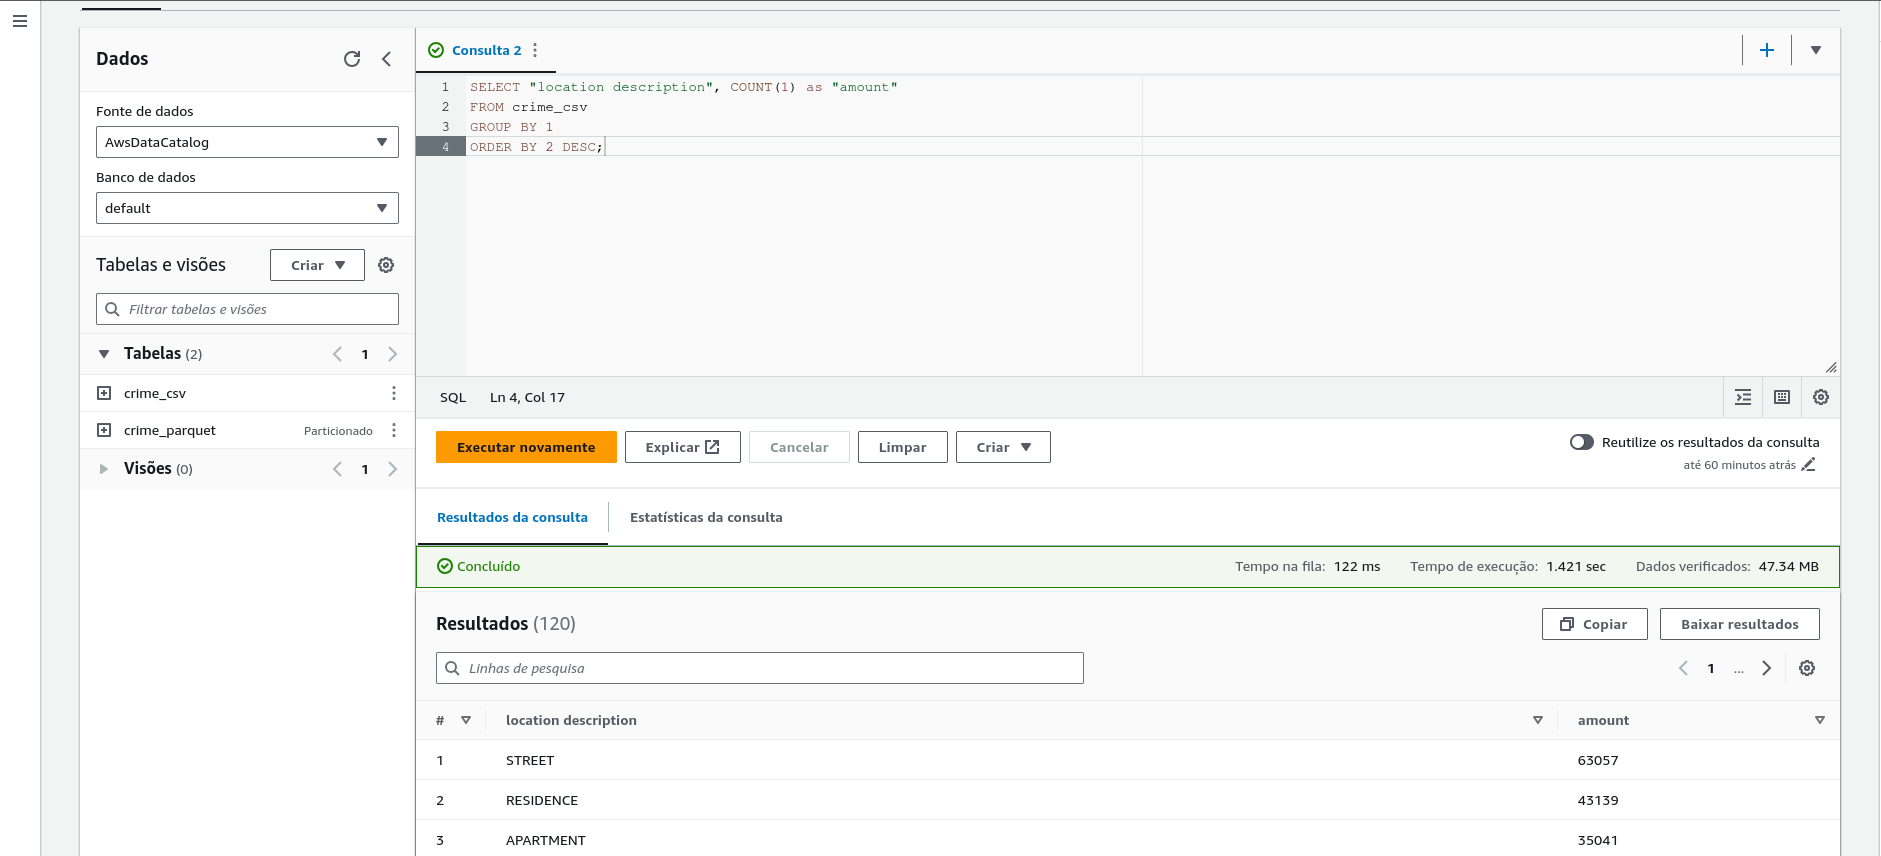 Dados
Fonte de dados
AwsDataCatalog
Banco de dados
default
Tabelas e visões
Criar
Filtrar tabelas e visões
Tabelas (2)
1
crime_csv
crime_parquet Particionado
Visões (0)
1
Consulta 2
1 SELECT "location description", COUNT(1) as "amount"
2 FROM crime_csv
3 GROUP BY 1
4 ORDER BY 2 DESC;
SQL Ln 4, Col 17
Executar novamente Explicar Cancelar Limpar Criar
Reutilize os resultados da consulta
até 60 minutos atrás
Resultados da consulta Estatísticas da consulta
Concluído Tempo na fila: 122 ms Tempo de execução: 1.421 sec Dados verificados: 47.34 MB
Resultados (120) Copiar Baixar resultados
Linhas de pesquisa 1 ...
# location description amount
1 STREET 63057
2 RESIDENCE 43139
3 APARTMENT 35041